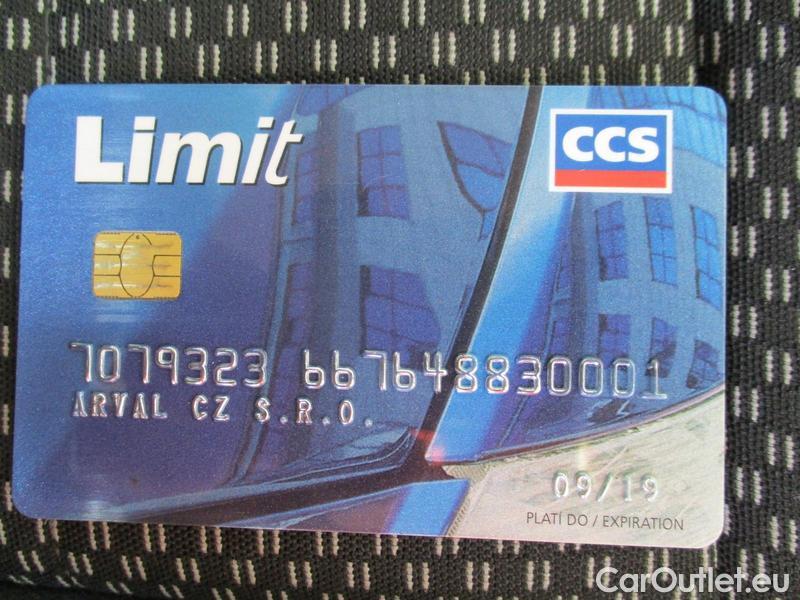 Limit
CCS
7079323 667648830001
ARVAL CZ S.R.O.
09/19
PLATÍ DO / EXPIRATION
CarOutlet.eu